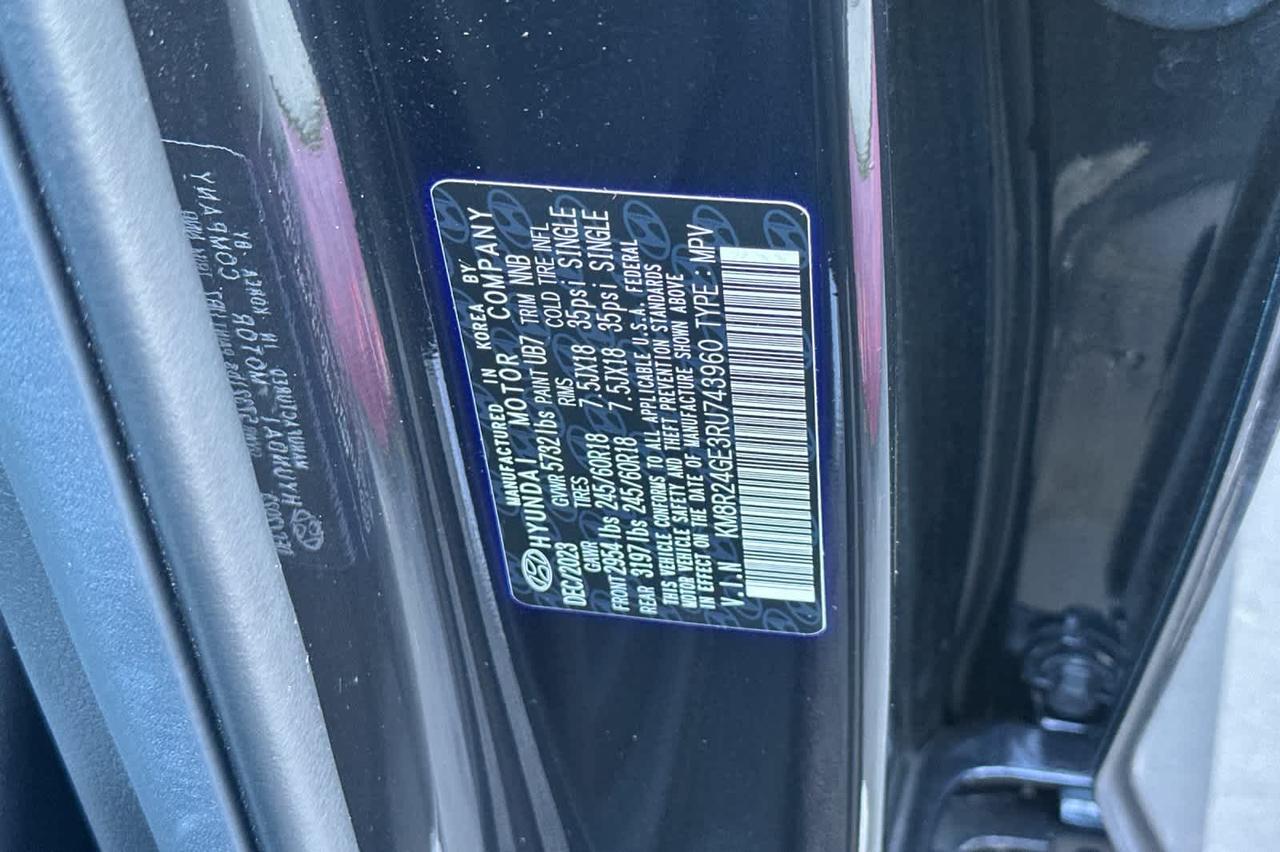 MANUFACTURED IN KOREA BY
HYUNDAI MOTOR COMPANY
DEC/2023 GVWR 5732 lbs PAINT UB7 TRIM NNB
GAWR TIRES RIMS COLD TIRE INFL
FRONT 2954 lbs 245/60R18 7.5JX18 35psi SINGLE
REAR 3197 lbs 245/60R18 7.5JX18 35psi SINGLE
THIS VEHICLE CONFORMS TO ALL APPLICABLE U.S.A. FEDERAL
MOTOR VEHICLE SAFETY AND THEFT PREVENTION STANDARDS
IN EFFECT ON THE DATE OF MANUFACTURE SHOWN ABOVE
V.I.N KM8R24GE3RU743960 TYPE : MPV